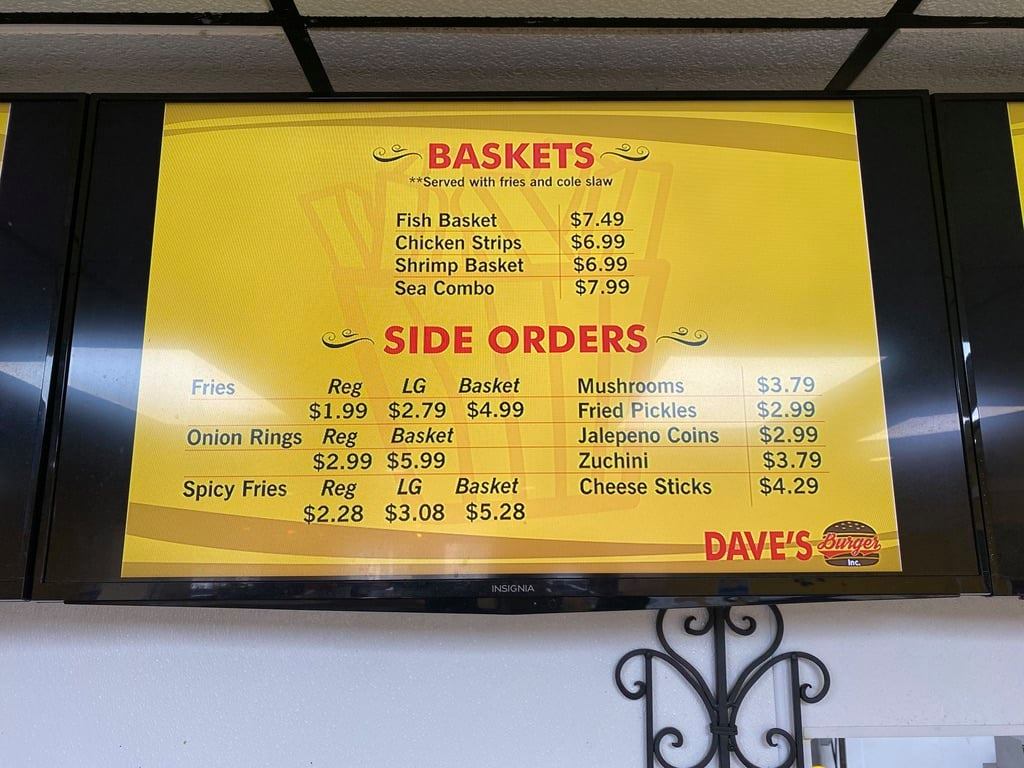 BASKETS
**Served with fries and cole slaw
Fish Basket $7.49
Chicken Strips $6.99
Shrimp Basket $6.99
Sea Combo $7.99
SIDE ORDERS
Fries Reg LG Basket
$1.99 $2.79 $4.99
Onion Rings Reg Basket
$2.99 $5.99
Spicy Fries Reg LG Basket
$2.28 $3.08 $5.28
Mushrooms $3.79
Fried Pickles $2.99
Jalepeno Coins $2.99
Zuchini $3.79
Cheese Sticks $4.29
DAVE'S Burger
Inc.
INSIGNIA